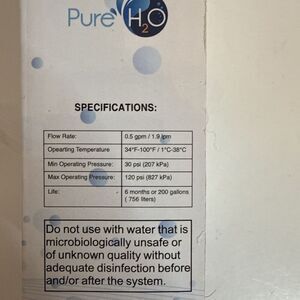 Pure H2O
SPECIFICATIONS:
Flow Rate: 0.5 gpm / 1.9 lpm
Opearting Temperature 34°F-100°F / 1°C-38°C
Min Operating Pressure: 30 psi (207 kPa)
Max Operating Pressure: 120 psi (827 kPa)
Life: 6 months or 200 gallons
( 756 liters)
Do not use with water that is
microbiologically unsafe or
of unknown quality without
adequate disinfection before
and/or after the system.